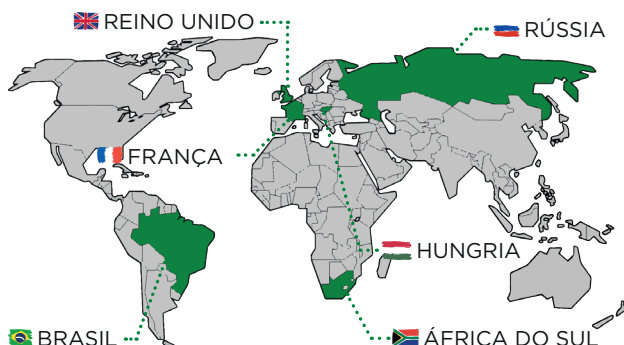 REINO UNIDO
RÚSSIA
FRANÇA
HUNGRIA
BRASIL
ÁFRICA DO SUL